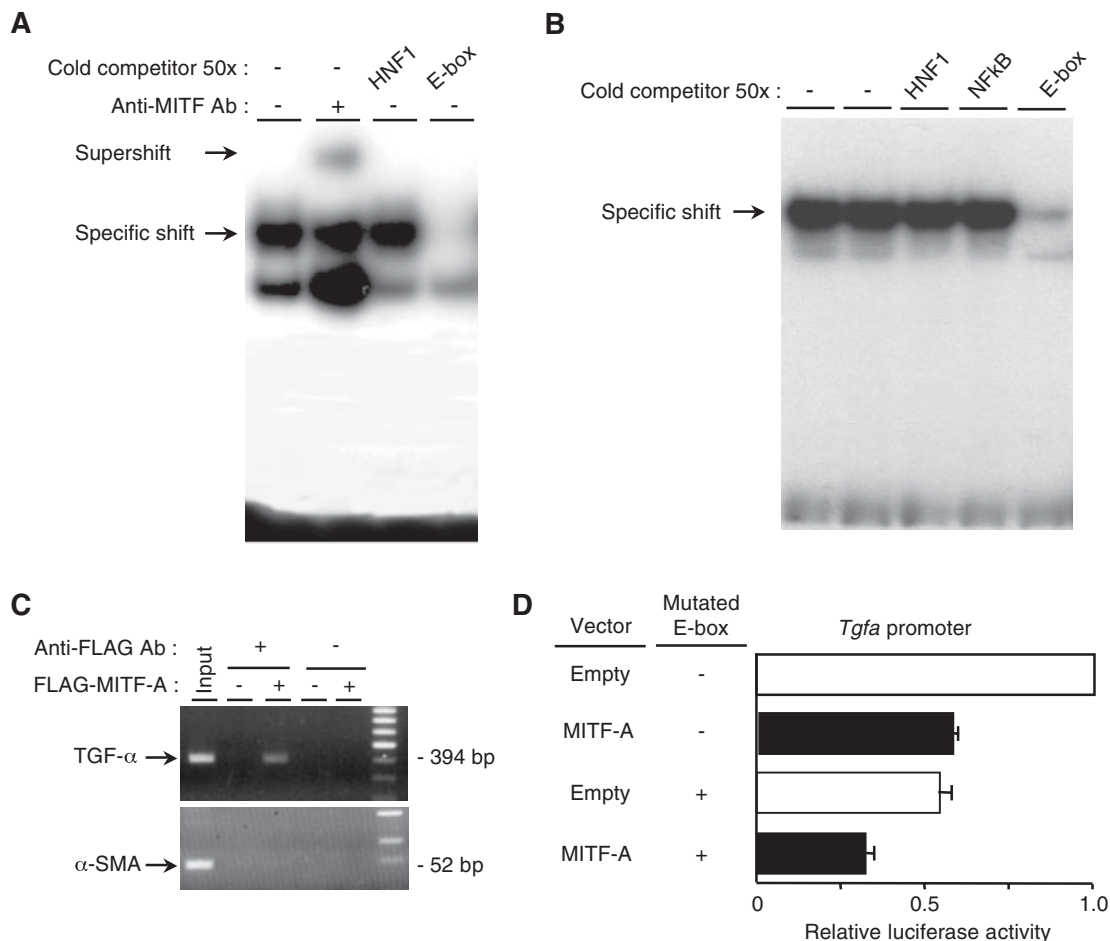 A
Cold competitor 50x : - - HNF1 E-box
Anti-MITF Ab : - + - -
Supershift
Specific shift
B
Cold competitor 50x : - - HNF1 NFkB E-box
Specific shift
C
Anti-FLAG Ab : Input + -
FLAG-MITF-A : - + - +
TGF-α - 394 bp
α-SMA - 52 bp
D
Vector Mutated E-box Tgfa promoter
Empty -
MITF-A -
Empty +
MITF-A +
0 0.5 1.0
Relative luciferase activity